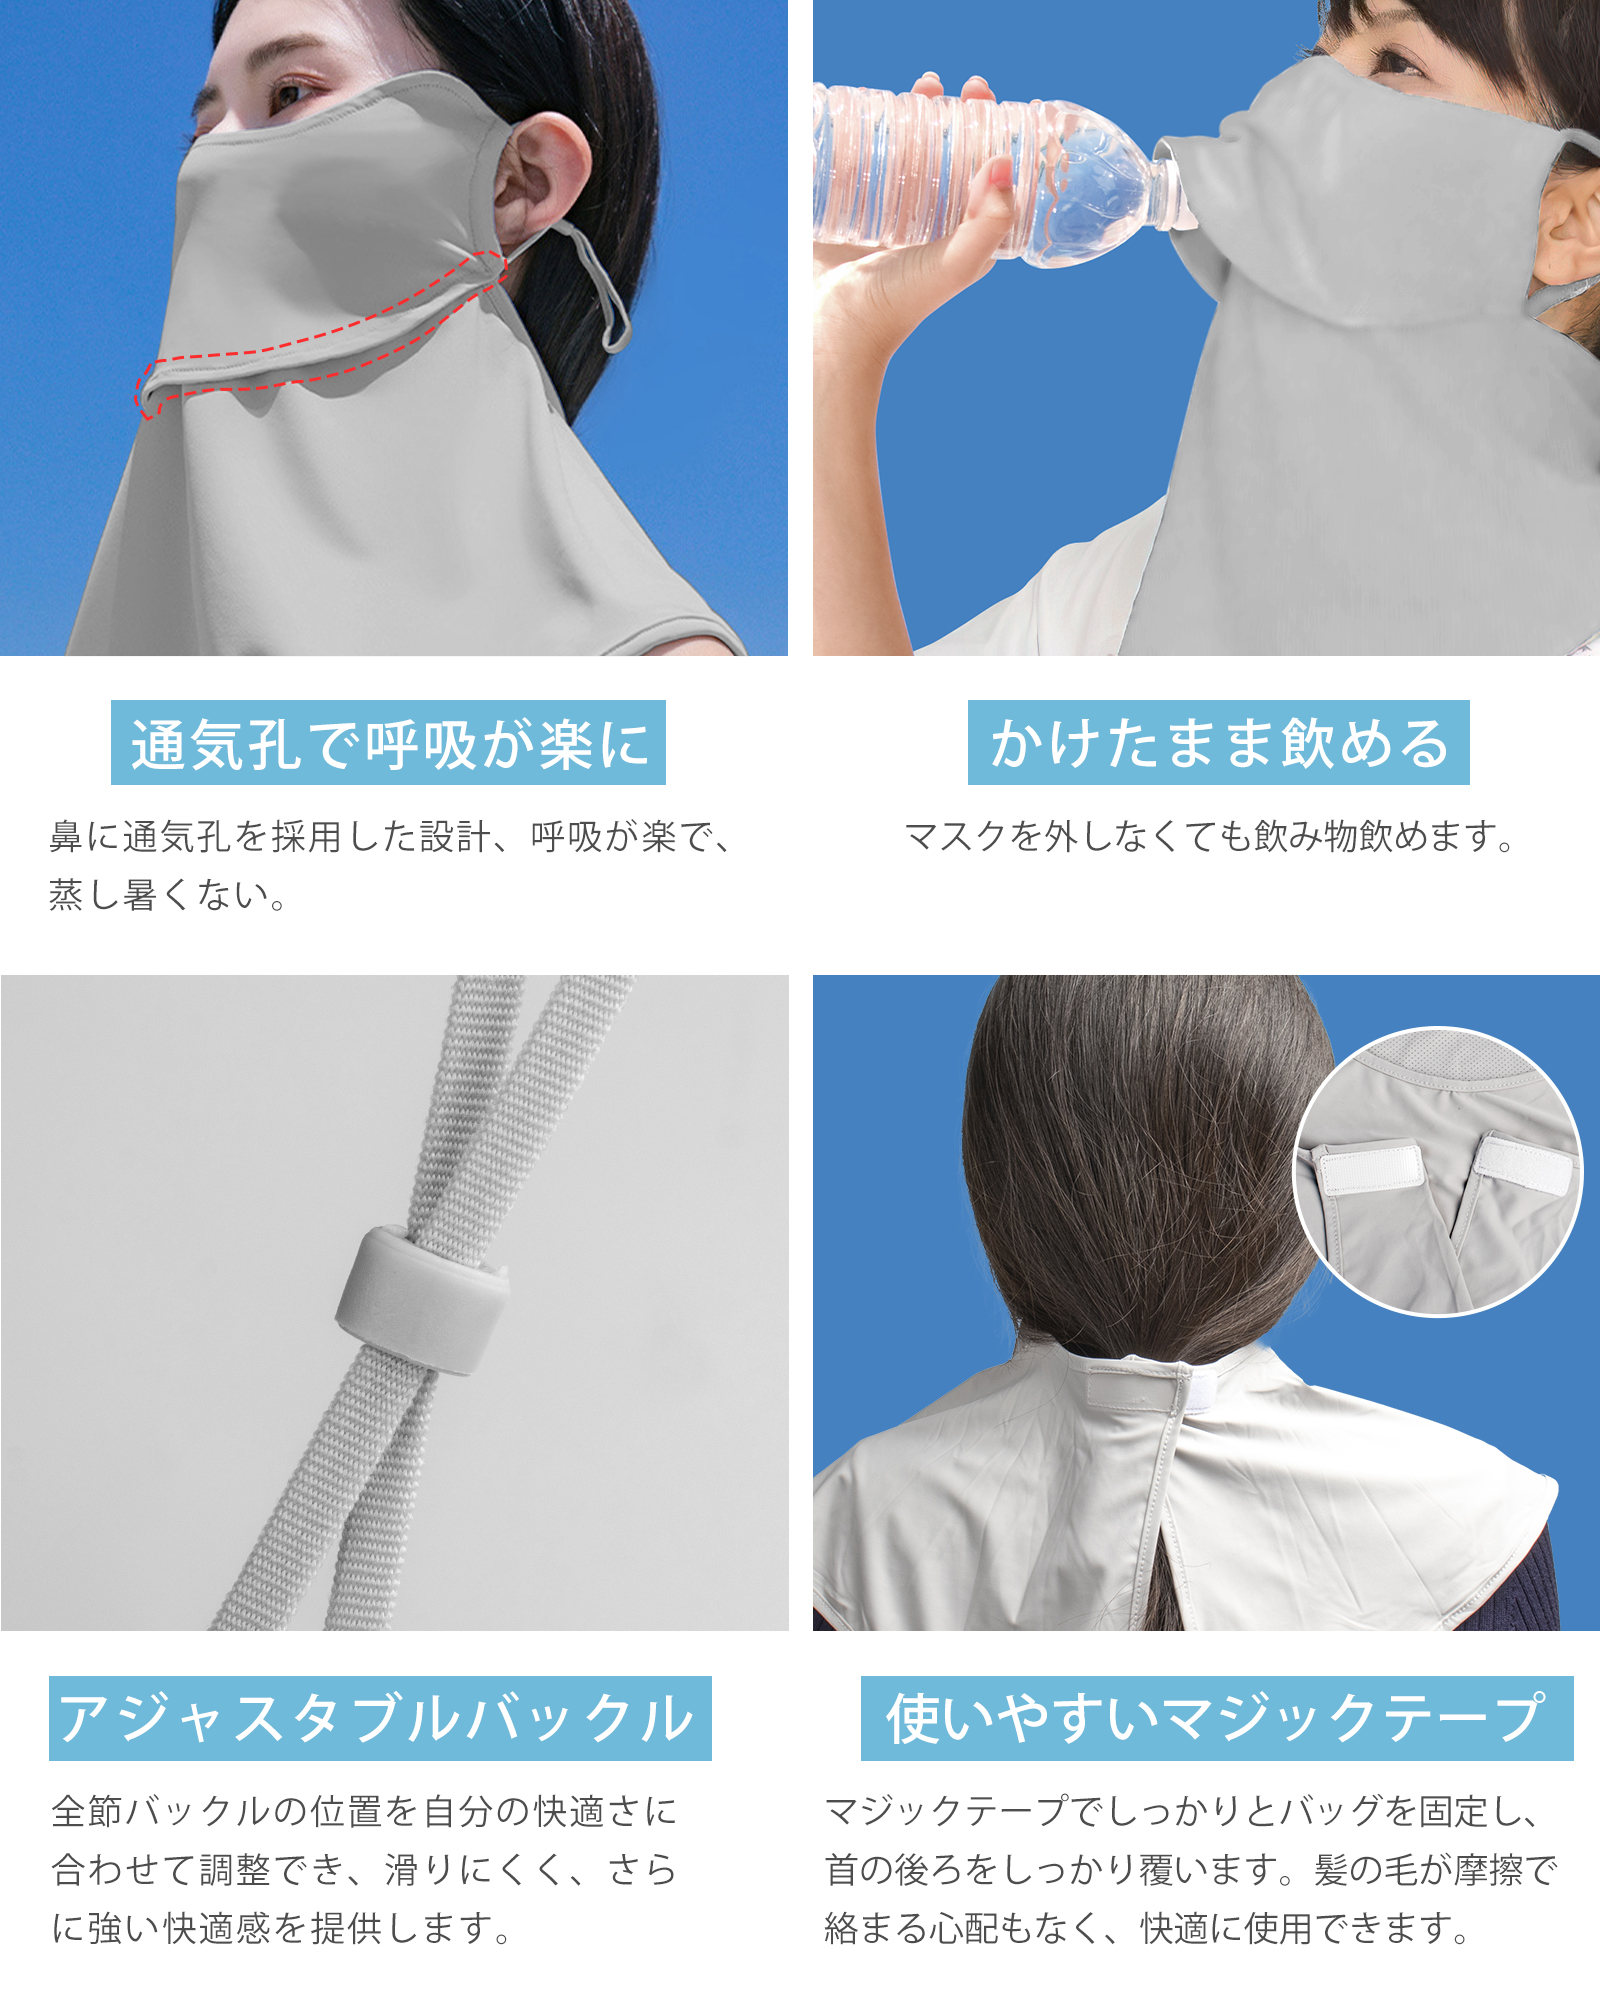 通気孔で呼吸が楽に
鼻に通気孔を採用した設計、呼吸が楽で、
蒸し暑くない。
かけたまま飲める
マスクを外しなくても飲み物飲めます。
アジャスタブルバックル
全節バックルの位置を自分の快適さに
合わせて調整でき、滑りにくく、さら
に強い快適感を提供します。
使いやすいマジックテープ
マジックテープでしっかりとバッグを固定し、
首の後ろをしっかり覆います。髪の毛が摩擦で
絡まる心配もなく、快適に使用できます。